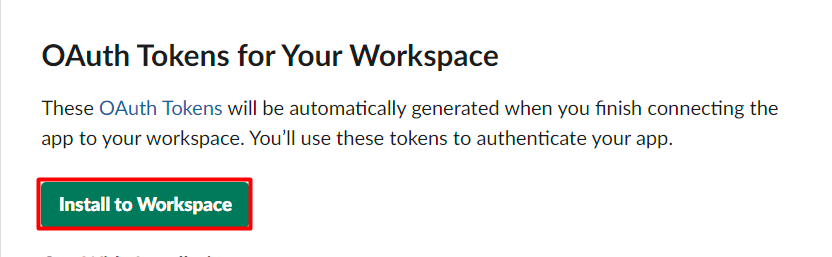 OAuth Tokens for Your Workspace
These OAuth Tokens will be automatically generated when you finish connecting the
app to your workspace. You’ll use these tokens to authenticate your app.
Install to Workspace